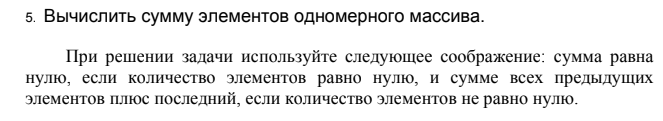 5. Вычислить сумму элементов одномерного массива.
При решении задачи используйте следующее соображение: сумма равна
нулю, если количество элементов равно нулю, и сумме всех предыдущих
элементов плюс последний, если количество элементов не равно нулю.